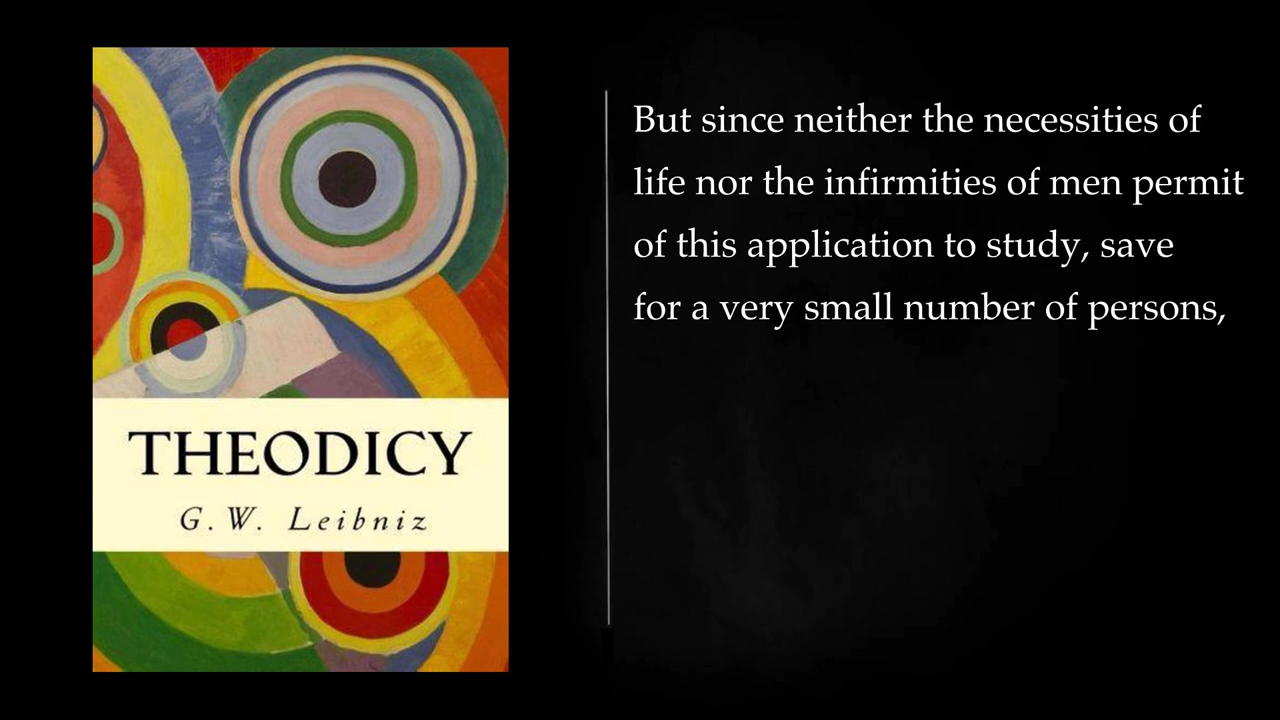 THEODICY
G. W. Leibniz
But since neither the necessities of
life nor the infirmities of men permit
of this application to study, save
for a very small number of persons,